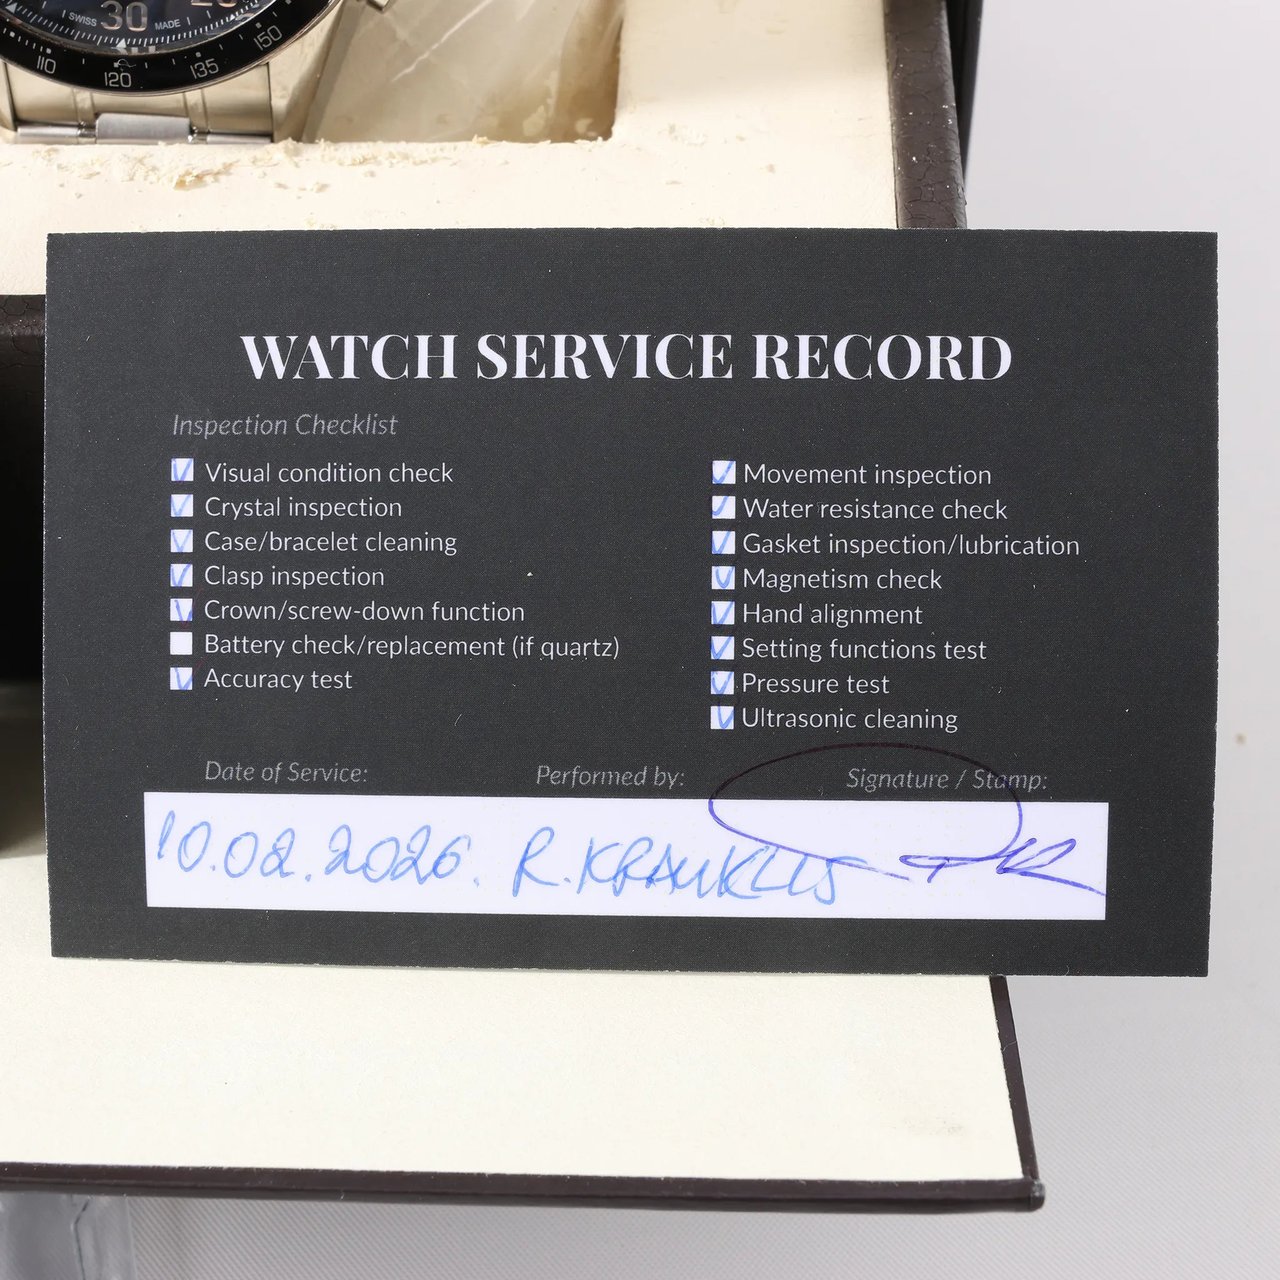 SWISS 30 MADE
110 120 135 150
WATCH SERVICE RECORD
Inspection Checklist
Visual condition check
Crystal inspection
Case/bracelet cleaning
Clasp inspection
Crown/screw-down function
Battery check/replacement (if quartz)
Accuracy test
Movement inspection
Water resistance check
Gasket inspection/lubrication
Magnetism check
Hand alignment
Setting functions test
Pressure test
Ultrasonic cleaning
Date of Service: Performed by: Signature / Stamp:
10.02.2026. R.KRAUKLIS